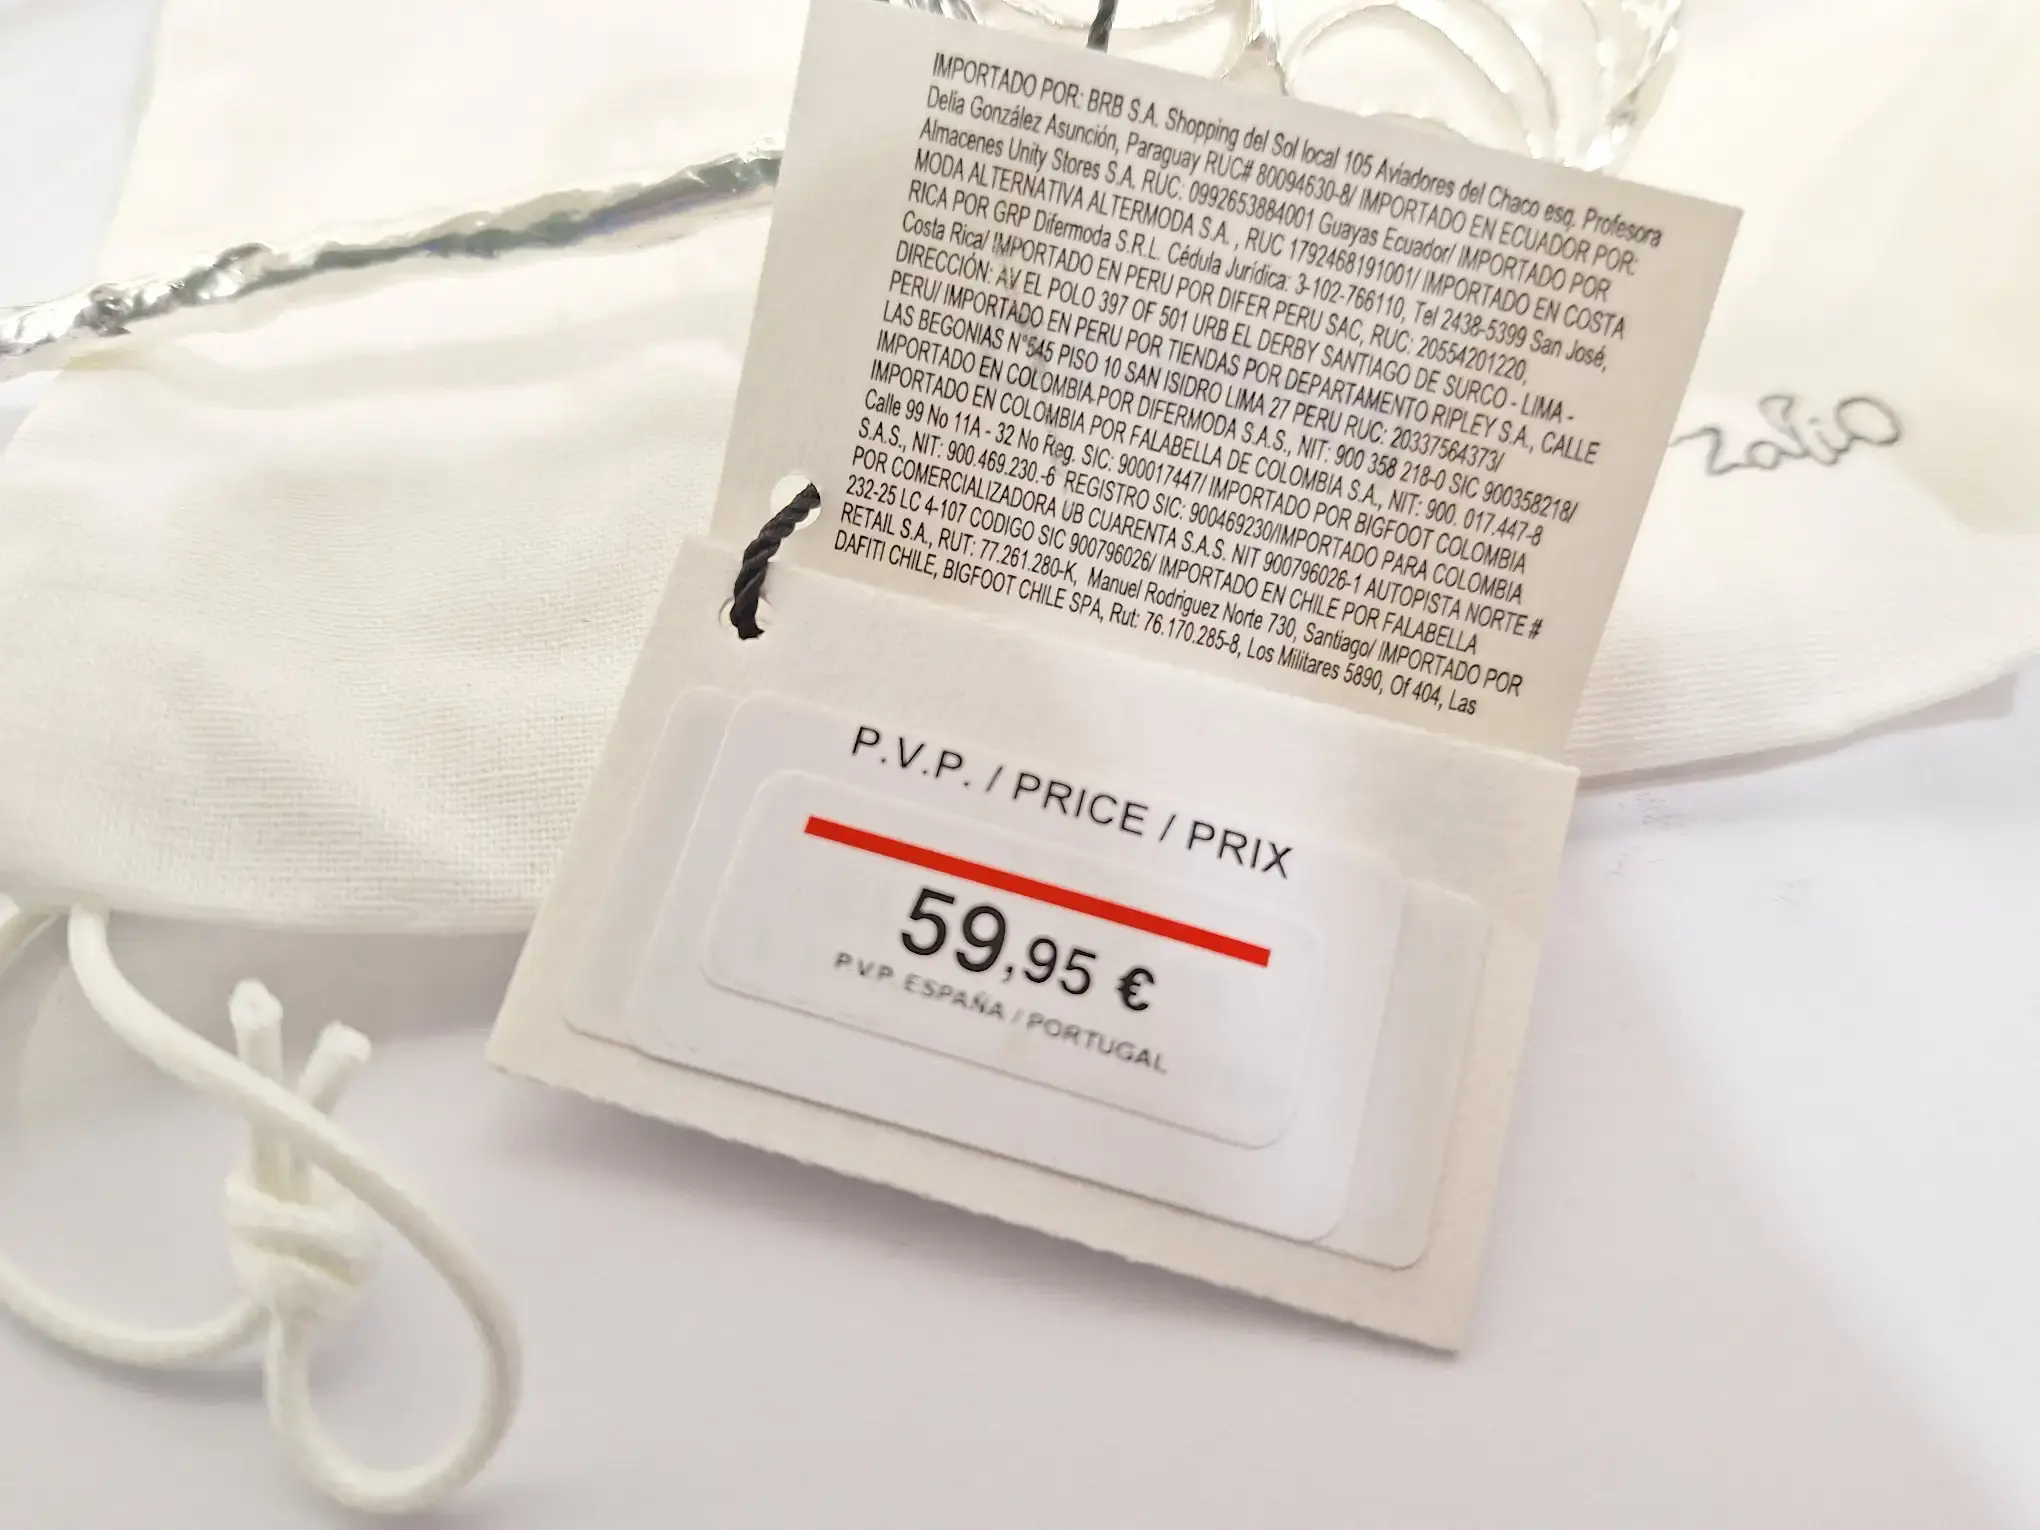 IMPORTADO POR: BRB S.A. Shopping del Sol local 105 Aviadores del Chaco esq. Profesora
Delia González Asunción, Paraguay RUC# 80094630-8/ IMPORTADO EN ECUADOR POR:
Almacenes Unity Stores S.A. RUC: 0992653884001 Guayas Ecuador/ IMPORTADO POR
MODA ALTERNATIVA ALTERMODA S.A. , RUC 1792468191001/ IMPORTADO EN COSTA
RICA POR GRP Difermoda S.R.L. Cédula Jurídica: 3-102-766110, Tel 2438-5399 San José,
Costa Rica/ IMPORTADO EN PERU POR DIFER PERU SAC, RUC: 20554201220,
DIRECCIÓN: AV EL POLO 397 OF 501 URB EL DERBY SANTIAGO DE SURCO - LIMA -
PERU/ IMPORTADO EN PERU POR TIENDAS POR DEPARTAMENTO RIPLEY S.A., CALLE
LAS BEGONIAS N°545 PISO 10 SAN ISIDRO LIMA 27 PERU RUC: 20337564373/
IMPORTADO EN COLOMBIA POR DIFERMODA S.A.S., NIT: 900 358 218-0 SIC 900358218/
IMPORTADO EN COLOMBIA POR FALABELLA DE COLOMBIA S.A., NIT: 900. 017.447-8
Calle 99 No 11A - 32 No Reg. SIC: 900017447/ IMPORTADO POR BIGFOOT COLOMBIA
S.A.S., NIT: 900.469.230.-6 REGISTRO SIC: 900469230/IMPORTADO PARA COLOMBIA
POR COMERCIALIZADORA UB CUARENTA S.A.S. NIT 900796026-1 AUTOPISTA NORTE #
232-25 LC 4-107 CODIGO SIC 900796026/ IMPORTADO EN CHILE POR FALABELLA
RETAIL S.A., RUT: 77.261.280-K, Manuel Rodriguez Norte 730, Santiago/ IMPORTADO POR
DAFITI CHILE, BIGFOOT CHILE SPA, Rut: 76.170.285-8, Los Militares 5890, Of 404, Las
P.V.P. / PRICE / PRIX
59,95 €
P.V.P. ESPAÑA / PORTUGAL